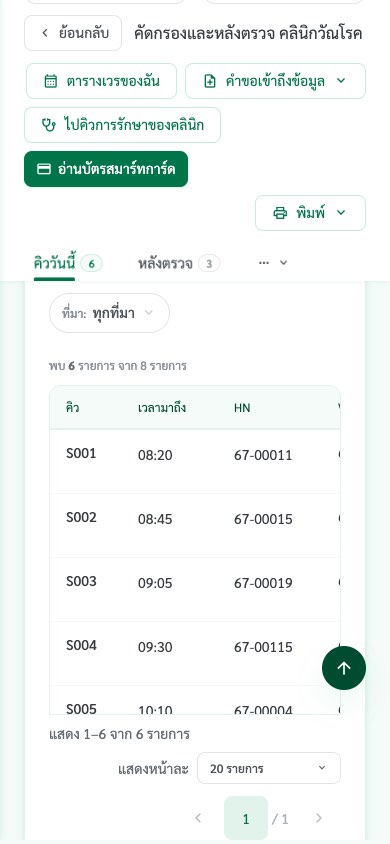 ย้อนกลับ คัดกรองและหลังตรวจ คลินิกวัณโรค
ตารางเวรของฉัน คำขอเข้าถึงข้อมูล
ไปคิวการรักษาของคลินิก
อ่านบัตรสมาร์ทการ์ด
พิมพ์
คิววันนี้ 6 หลังตรวจ 3 ...
ที่มา: ทุกที่มา
พบ 6 รายการ จาก 8 รายการ
คิว เวลามาถึง HN
S001 08:20 67-00011
S002 08:45 67-00015
S003 09:05 67-00019
S004 09:30 67-00115
S005 10:10 67-00004
แสดง 1–6 จาก 6 รายการ
แสดงหน้าละ 20 รายการ
1 / 1